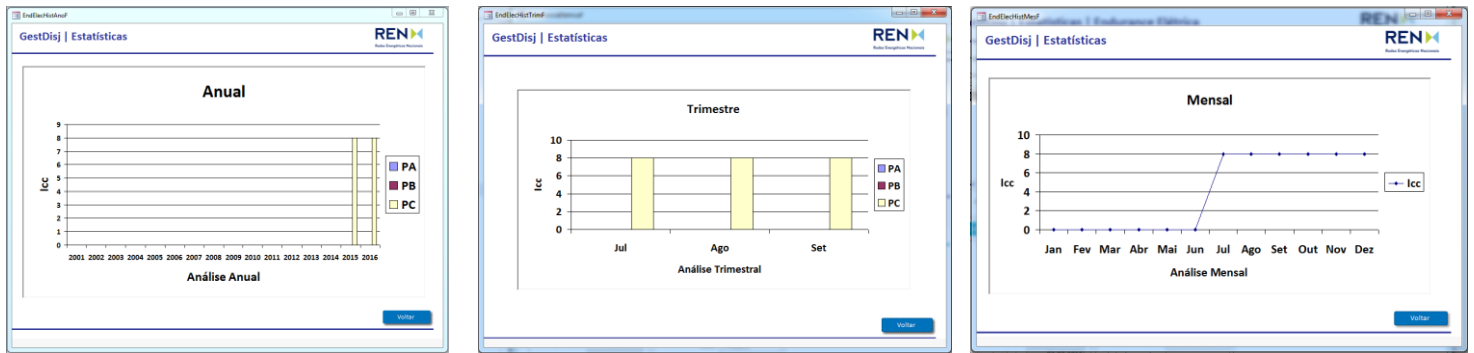 EndElecHistAnoF
GestDisj | Estatísticas
REN
Redes Energéticas Nacionais
Anual
9
8
7
6
5
4
3
2
1
0
Icc
2001 2002 2003 2004 2005 2006 2007 2008 2009 2010 2011 2012 2013 2014 2015 2016
Análise Anual
PA
PB
PC
Voltar
EndElecHistTrimF
GestDisj | Estatísticas
REN
Redes Energéticas Nacionais
Trimestre
10
8
6
4
2
0
Icc
Jul Ago Set
Análise Trimestral
PA
PB
PC
Voltar
EndElecHistMesF
Estatísticas | Endurance Elétrica
REN
GestDisj | Estatísticas
REN
Redes Energéticas Nacionais
Mensal
10
8
6
4
2
0
Icc
Jan Fev Mar Abr Mai Jun Jul Ago Set Out Nov Dez
Análise Mensal
Icc
Voltar